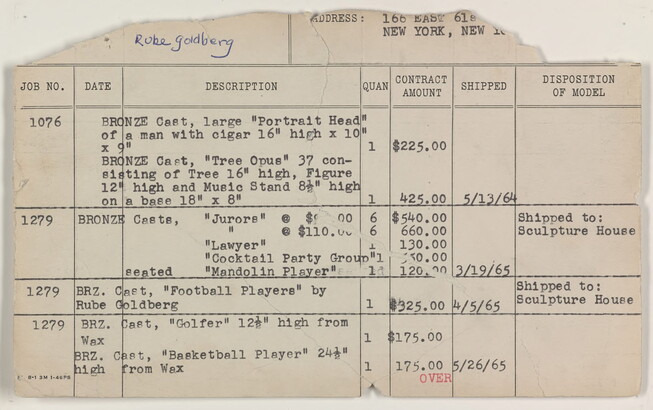 ADDRESS: 166 EAST 61
NEW YORK, NEW
Rube Goldberg
JOB NO. DATE DESCRIPTION QUAN CONTRACT AMOUNT SHIPPED DISPOSITION OF MODEL
1076 BRONZE Cast, large "Portrait Head"
of a man with cigar 16" high x 10"
x 9" 1 $225.00
BRONZE Cast, "Tree Opus" 37 con-
sisting of Tree 16" high, Figure
12" high and Music Stand 8½" high
on a base 18" x 8" 1 425.00 5/13/64
1279 BRONZE Casts, "Jurors" @ 00 6 $540.00 Shipped to:
" @ $110. 6 660.00 Sculpture House
"Lawyer" 1 130.00
"Cocktail Party Group" 1
seated "Mandolin Player" 1 120.00 3/19/65
1279 BRZ. Cast, "Football Players" by Shipped to:
Rube Goldberg 1 $325.00 4/5/65 Sculpture House
1279 BRZ. Cast, "Golfer" 12½" high from
Wax 1 $175.00
BRZ. Cast, "Basketball Player" 24½"
high from Wax 1 175.00 5/26/65
OVER